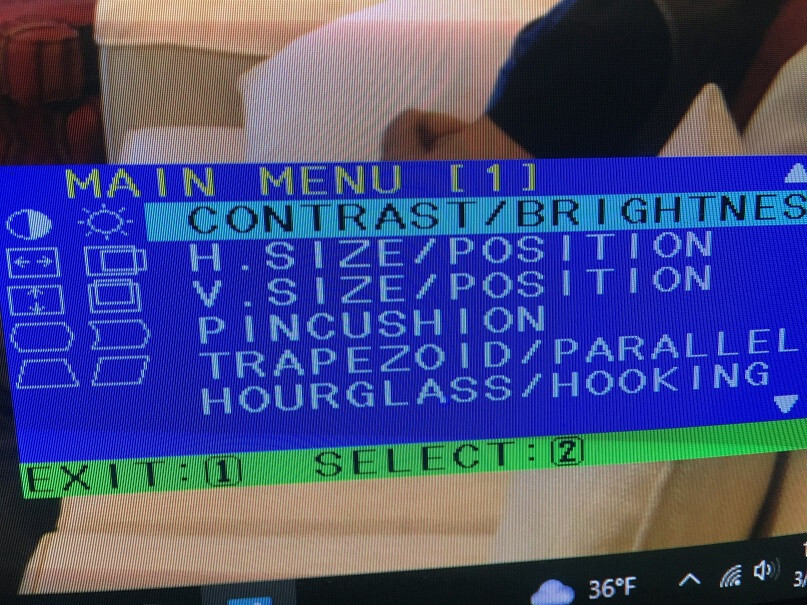 MAIN MENU [1]
CONTRAST/BRIGHTNES
H.SIZE/POSITION
V.SIZE/POSITION
PINCUSHION
TRAPEZOID/PARALLEL
HOURGLASS/HOOKING
EXIT:1 SELECT:2
36°F
3/